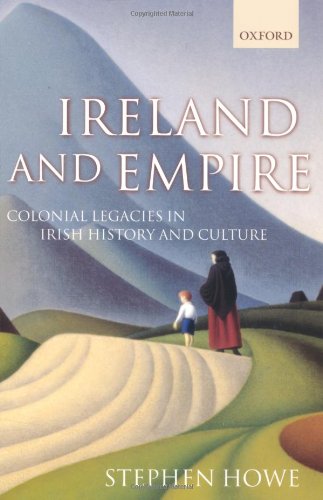 OXFORD
IRELAND
AND EMPIRE
COLONIAL LEGACIES IN
IRISH HISTORY AND CULTURE
STEPHEN HOWE